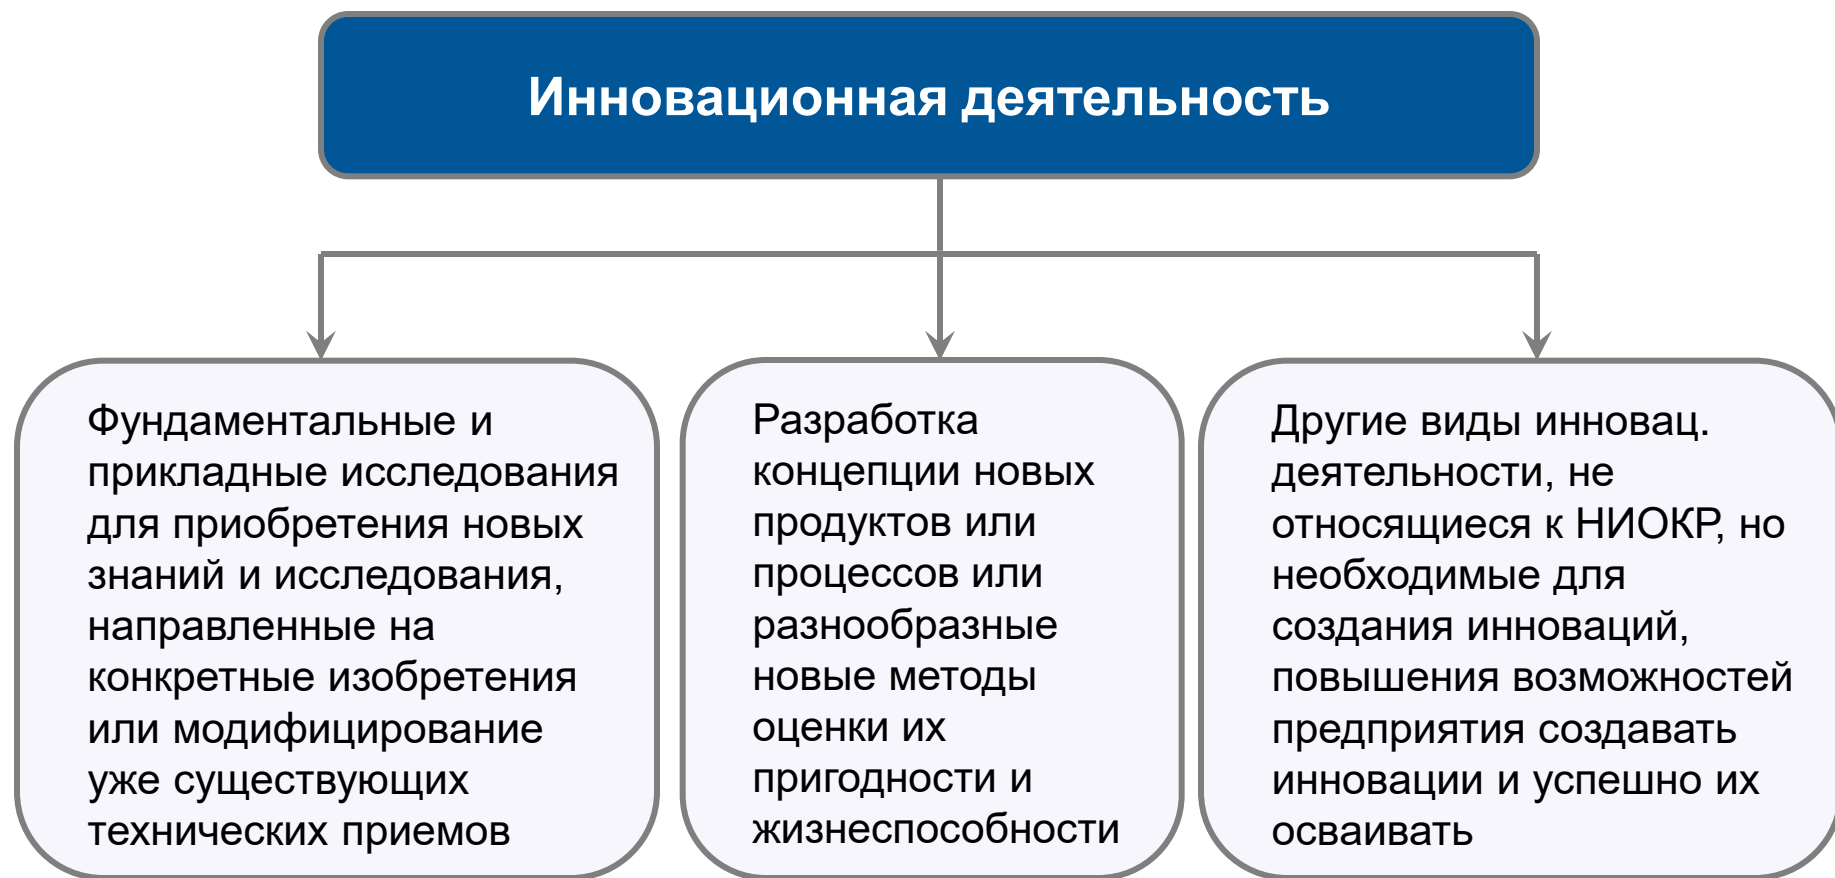 Инновационная деятельность
Фундаментальные и
прикладные исследования
для приобретения новых
знаний и исследования,
направленные на
конкретные изобретения
или модифицирование
уже существующих
технических приемов
Разработка
концепции новых
продуктов или
процессов или
разнообразные
новые методы
оценки их
пригодности и
жизнеспособности
Другие виды инновац.
деятельности, не
относящиеся к НИОКР, но
необходимые для
создания инноваций,
повышения возможностей
предприятия создавать
инновации и успешно их
осваивать